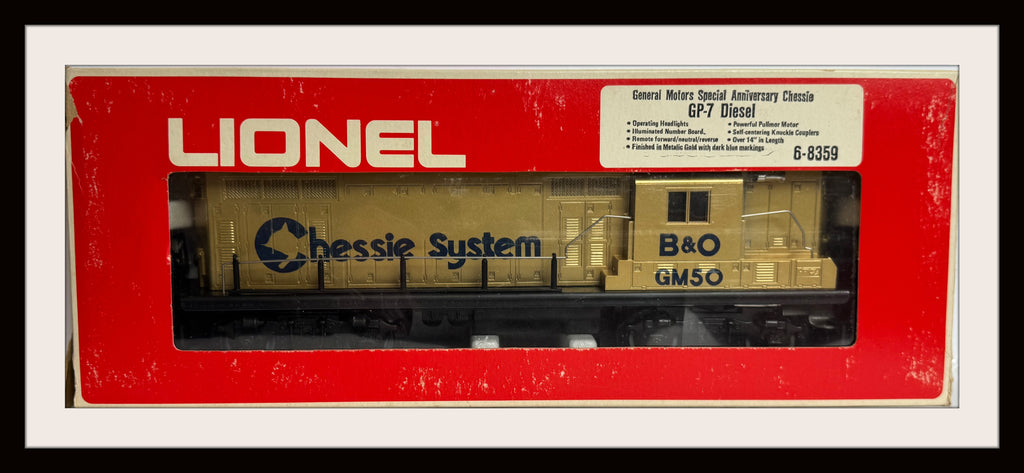 LIONEL
General Motors Special Anniversary Chessie
GP-7 Diesel
• Operating Headlights
• Illuminated Number Board.
• Remote forward/neutral/reverse
• Finished in Metalic Gold with dark blue markings
• Powerful Pullmor Motor
• Self-centering Knuckle Couplers
• Over 14" in Length
6-8359
Chessie System
B&O
GM50